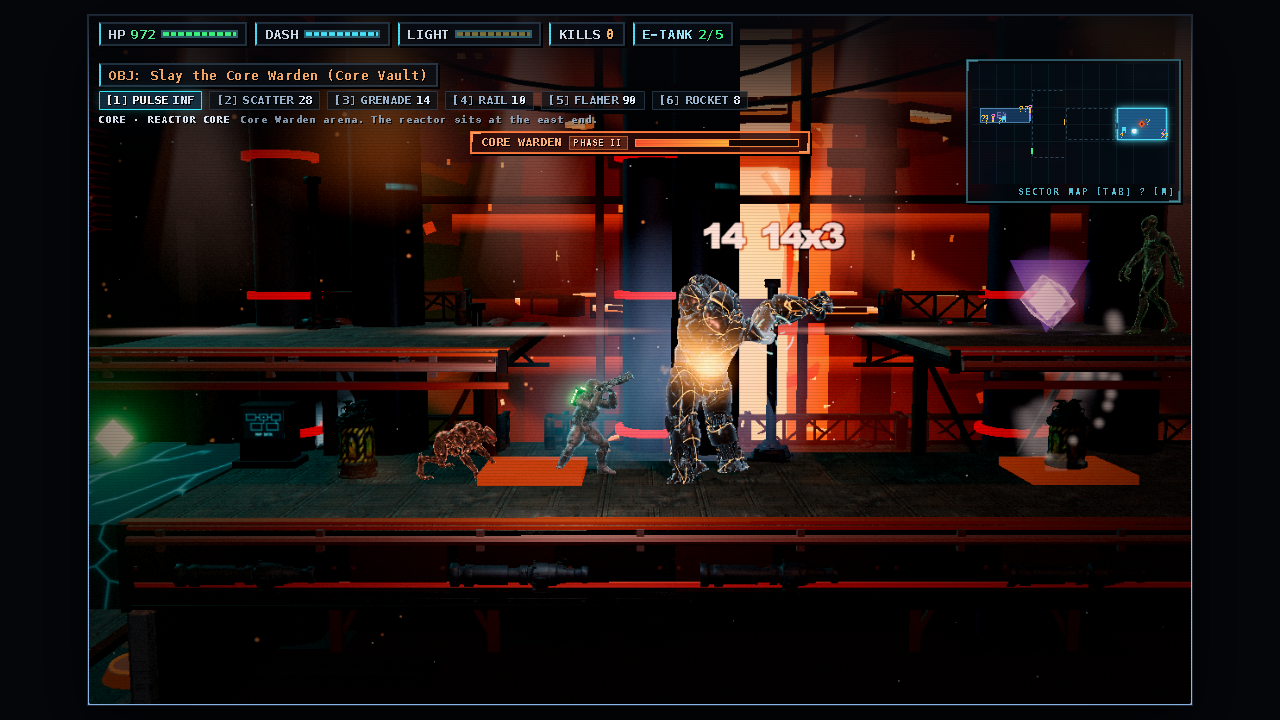 HP 972 DASH LIGHT KILLS 0 E-TANK 2/5
OBJ: Slay the Core Warden (Core Vault)
[1] PULSE INF [2] SCATTER 28 [3] GRENADE 14 [4] RAIL 10 [5] FLAMER 90 [6] ROCKET 8
CORE · REACTOR CORE Core Warden arena. The reactor sits at the east end.
CORE WARDEN PHASE II
SECTOR MAP [TAB] ? [M]
14 14x3